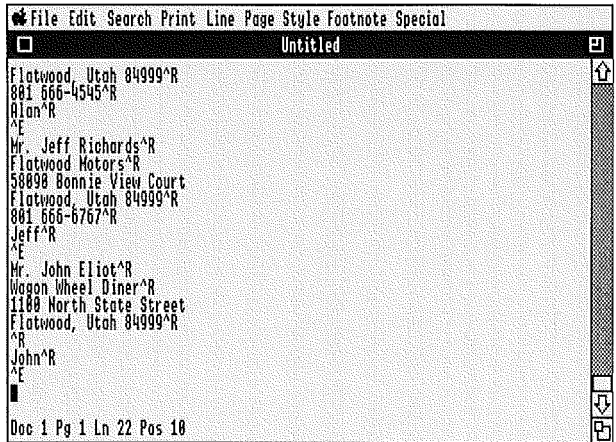 File Edit Search Print Line Page Style Footnote Special
Untitled
Flatwood, Utah 84999^R
801 666-4545^R
Alan^R
^E
Mr. Jeff Richards^R
Flatwood Motors^R
58090 Bonnie View Court
Flatwood, Utah 84999^R
801 666-6767^R
Jeff^R
^E
Mr. John Eliot^R
Wagon Wheel Diner^R
1100 North State Street
Flatwood, Utah 84999^R
^R
John^R
^E
Doc 1 Pg 1 Ln 22 Pos 10